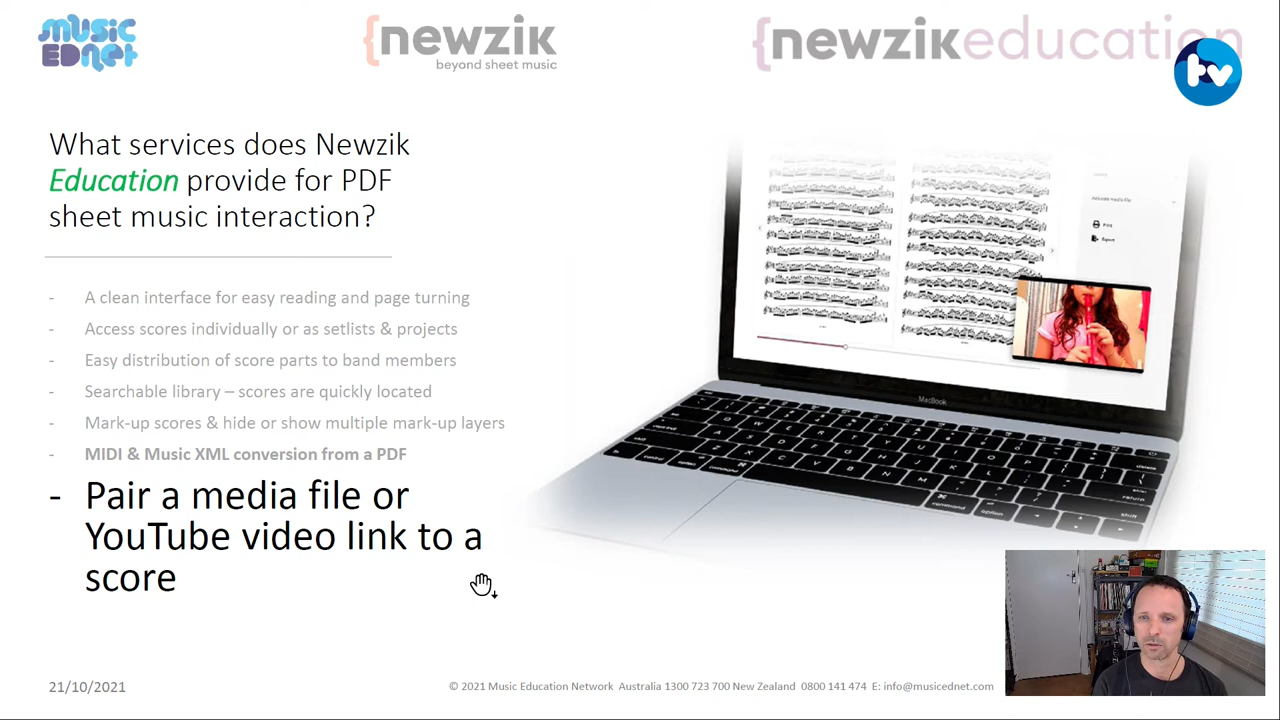 music
EDnet
{newzik
beyond sheet music
{newzikeducation
tv
What services does Newzik
Education provide for PDF
sheet music interaction?
- A clean interface for easy reading and page turning
- Access scores individually or as setlists & projects
- Easy distribution of score parts to band members
- Searchable library – scores are quickly located
- Mark-up scores & hide or show multiple mark-up layers
- MIDI & Music XML conversion from a PDF
- Pair a media file or
YouTube video link to a
score
Print
Export
MacBook
21/10/2021
© 2021 Music Education Network Australia 1300 723 700 New Zealand 0800 141 474 E: info@musicednet.com